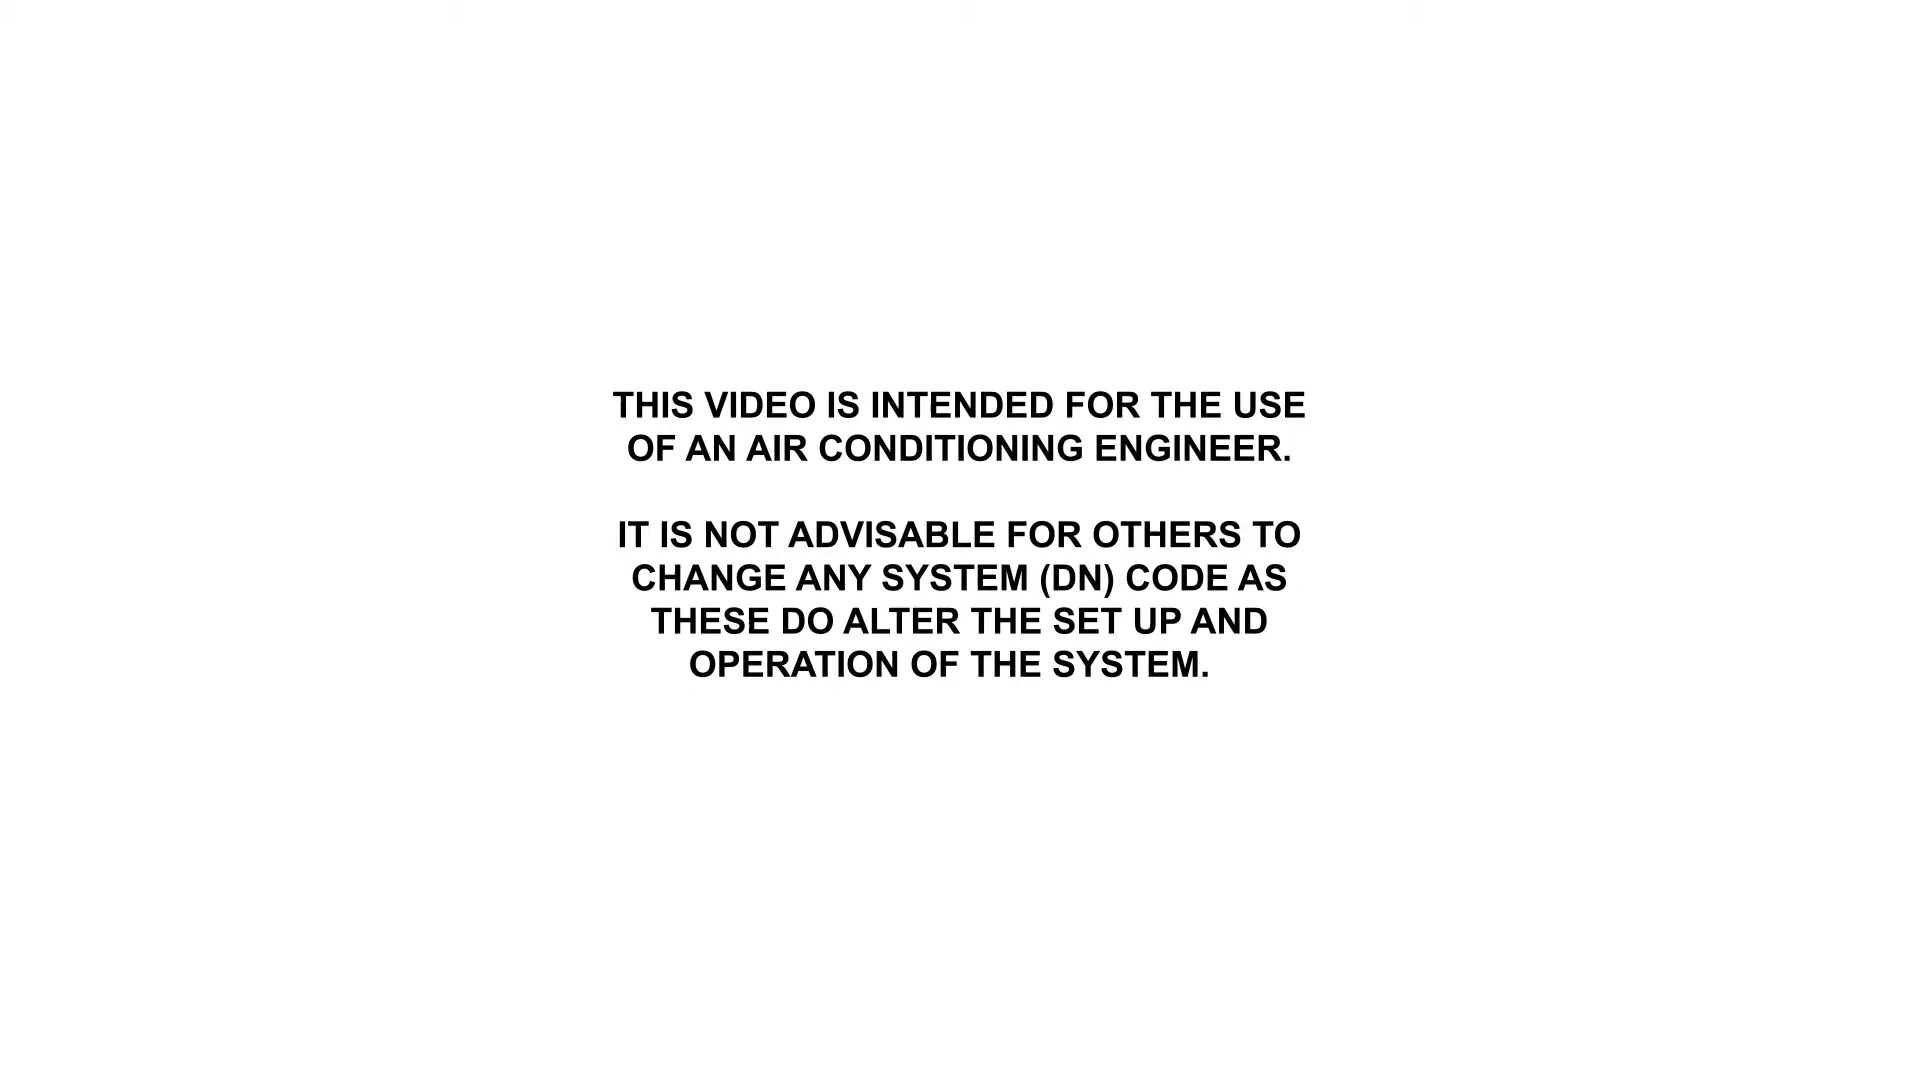 THIS VIDEO IS INTENDED FOR THE USE
OF AN AIR CONDITIONING ENGINEER.
IT IS NOT ADVISABLE FOR OTHERS TO
CHANGE ANY SYSTEM (DN) CODE AS
THESE DO ALTER THE SET UP AND
OPERATION OF THE SYSTEM.